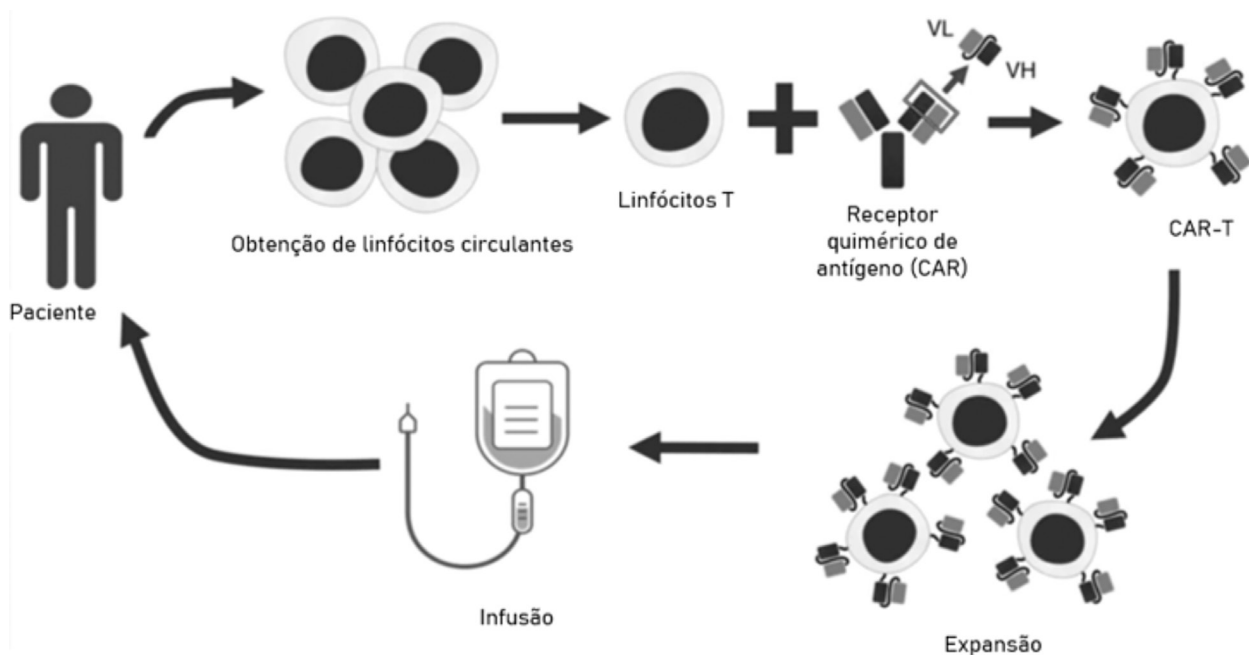 VL
VH
Linfócitos T
Obtenção de linfócitos circulantes
Receptor
quimérico de
antígeno (CAR)
CAR-T
Paciente
Infusão
Expansão